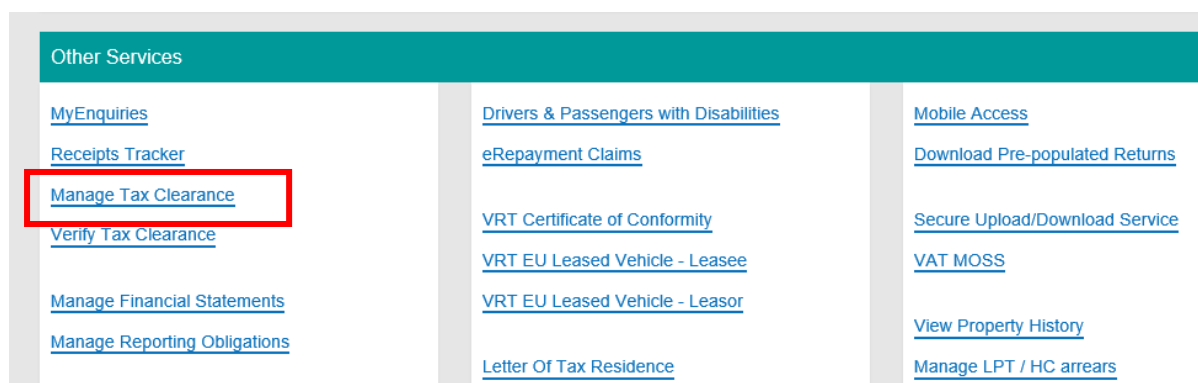 Other Services
MyEnquiries
Receipts Tracker
Manage Tax Clearance
Verify Tax Clearance
Manage Financial Statements
Manage Reporting Obligations
Drivers & Passengers with Disabilities
eRepayment Claims
VRT Certificate of Conformity
VRT EU Leased Vehicle - Leasee
VRT EU Leased Vehicle - Leasor
Letter Of Tax Residence
Mobile Access
Download Pre-populated Returns
Secure Upload/Download Service
VAT MOSS
View Property History
Manage LPT / HC arrears